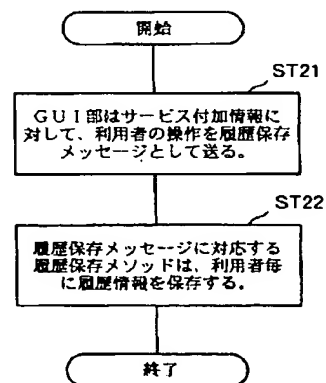 開始
ST21
GUI部はサービス付加情報に
対して、利用者の操作を履歴保存
メッセージとして送る。
ST22
履歴保存メッセージに対応する
履歴保存メソッドは、利用者毎
に履歴情報を保存する。
終了